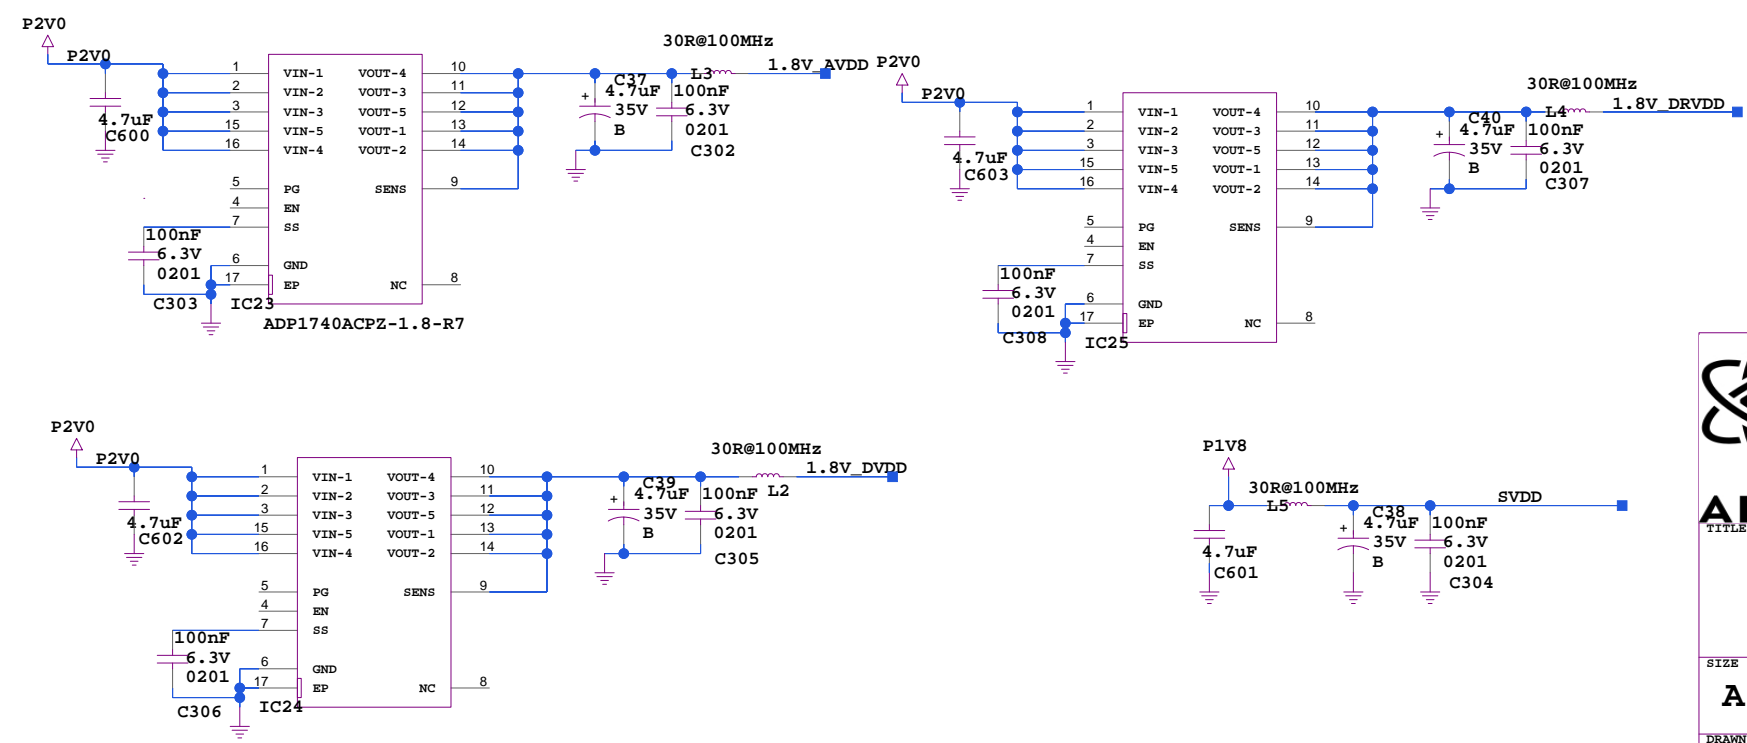 P2V0
P2V0
4.7uF
C600
1 VIN-1 VOUT-4 10
2 VIN-2 VOUT-3 11
3 VIN-3 VOUT-5 12
15 VIN-5 VOUT-1 13
16 VIN-4 VOUT-2 14
5 PG SENS 9
4 EN
7 SS
6 GND
17 EP NC 8
100nF
6.3V
0201
C303
IC23
ADP1740ACPZ-1.8-R7
30R@100MHz
L3
1.8V_AVDD
C37
+ 4.7uF
35V
B
100nF
6.3V
0201
C302
P2V0
P2V0
4.7uF
C603
1 VIN-1 VOUT-4 10
2 VIN-2 VOUT-3 11
3 VIN-3 VOUT-5 12
15 VIN-5 VOUT-1 13
16 VIN-4 VOUT-2 14
5 PG SENS 9
4 EN
7 SS
6 GND
17 EP NC 8
100nF
6.3V
0201
C308
IC25
30R@100MHz
L4
1.8V_DRVDD
C40
+ 4.7uF
35V
B
100nF
6.3V
0201
C307
P2V0
P2V0
4.7uF
C602
1 VIN-1 VOUT-4 10
2 VIN-2 VOUT-3 11
3 VIN-3 VOUT-5 12
15 VIN-5 VOUT-1 13
16 VIN-4 VOUT-2 14
5 PG SENS 9
4 EN
7 SS
6 GND
17 EP NC 8
100nF
6.3V
0201
C306
IC24
30R@100MHz
L2
1.8V_DVDD
C39
+ 4.7uF
35V
B
100nF
6.3V
0201
C305
P1V8
30R@100MHz
L5
SVDD
4.7uF
C601
C38
+ 4.7uF
35V
B
100nF
6.3V
0201
C304
TITLE
SIZE
A
DRAWN